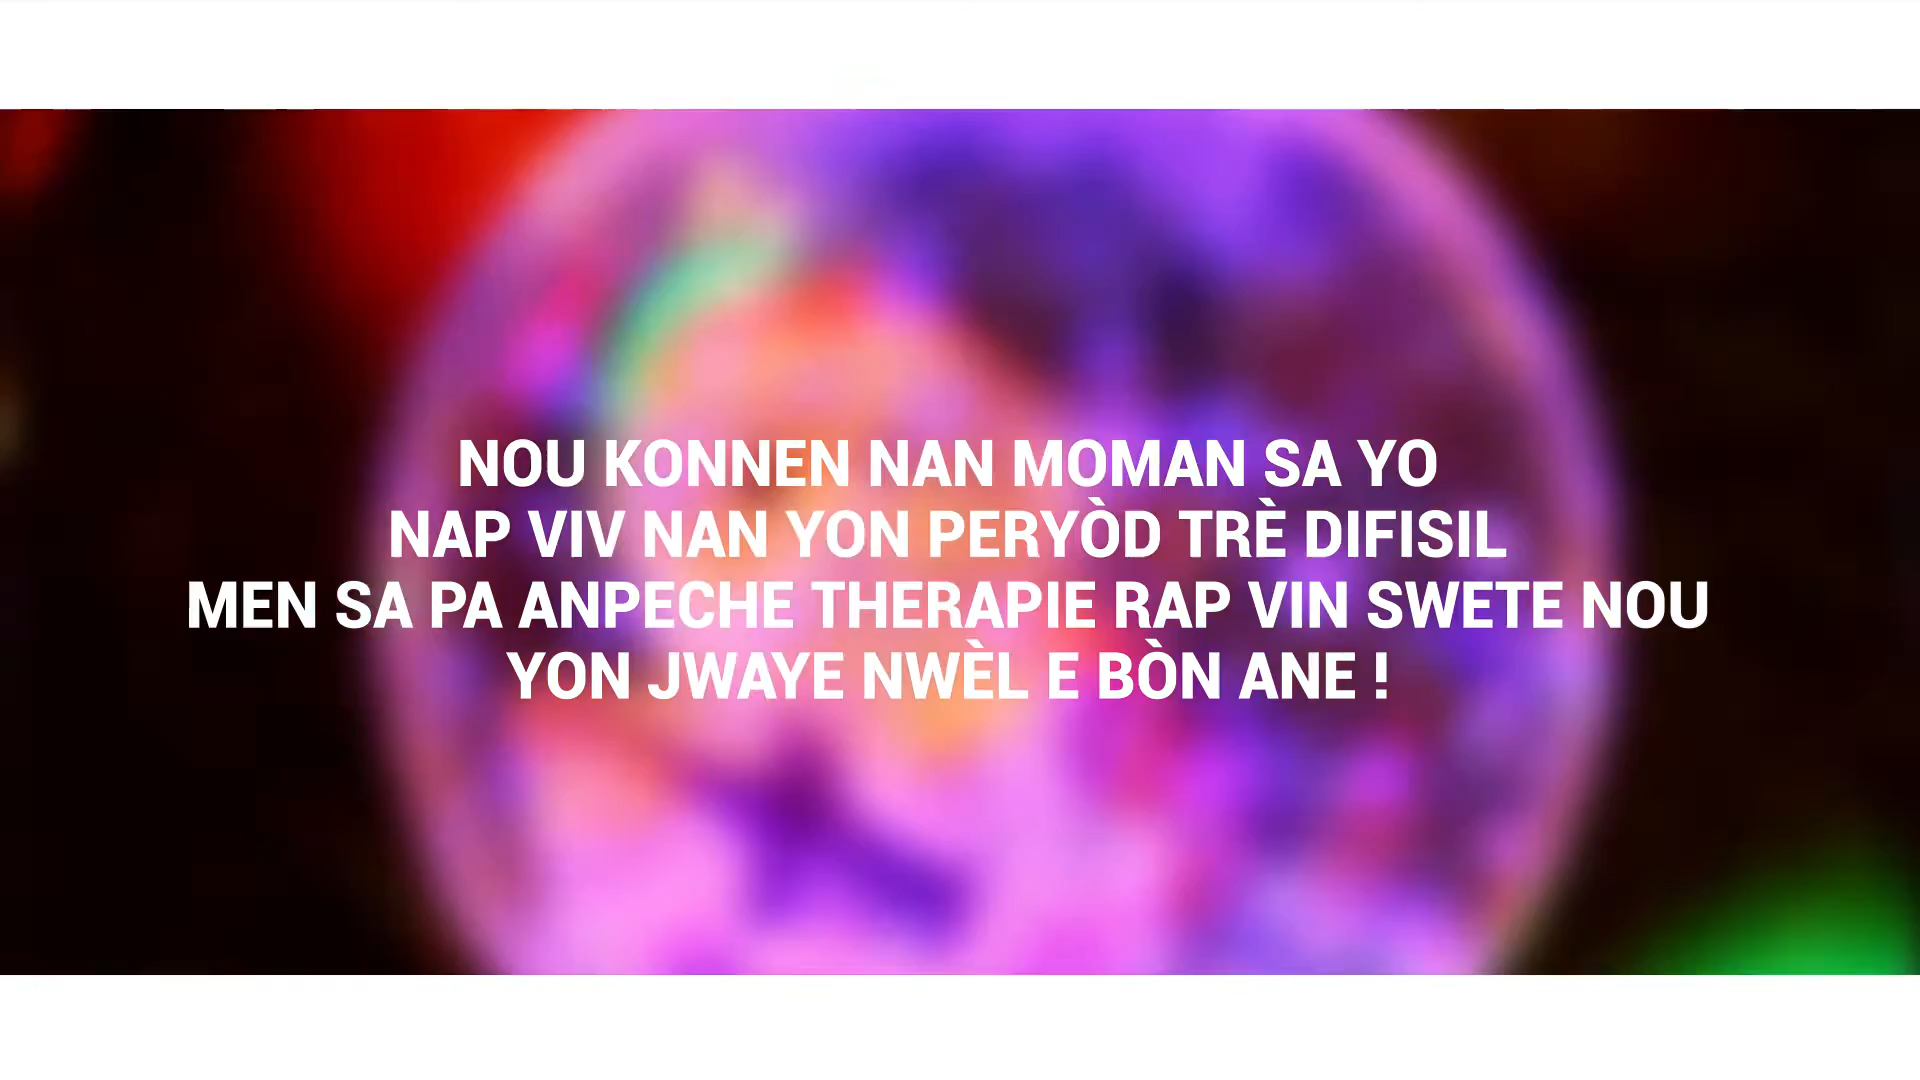 NOU KONNEN NAN MOMAN SA YO
NAP VIV NAN YON PERYÒD TRÈ DIFISIL
MEN SA PA ANPECHE THERAPIE RAP VIN SWETE NOU
YON JWAYE NWÈL E BÒN ANE !